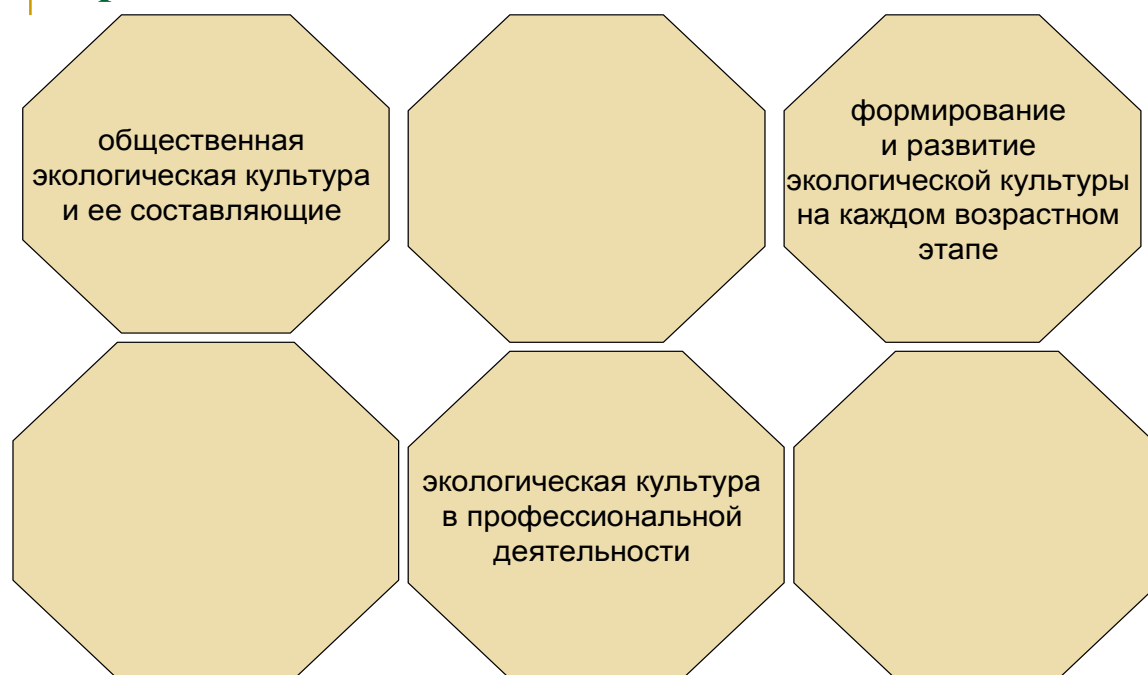 общественная
экологическая культура
и ее составляющие
формирование
и развитие
экологической культуры
на каждом возрастном
этапе
экологическая культура
в профессиональной
деятельности